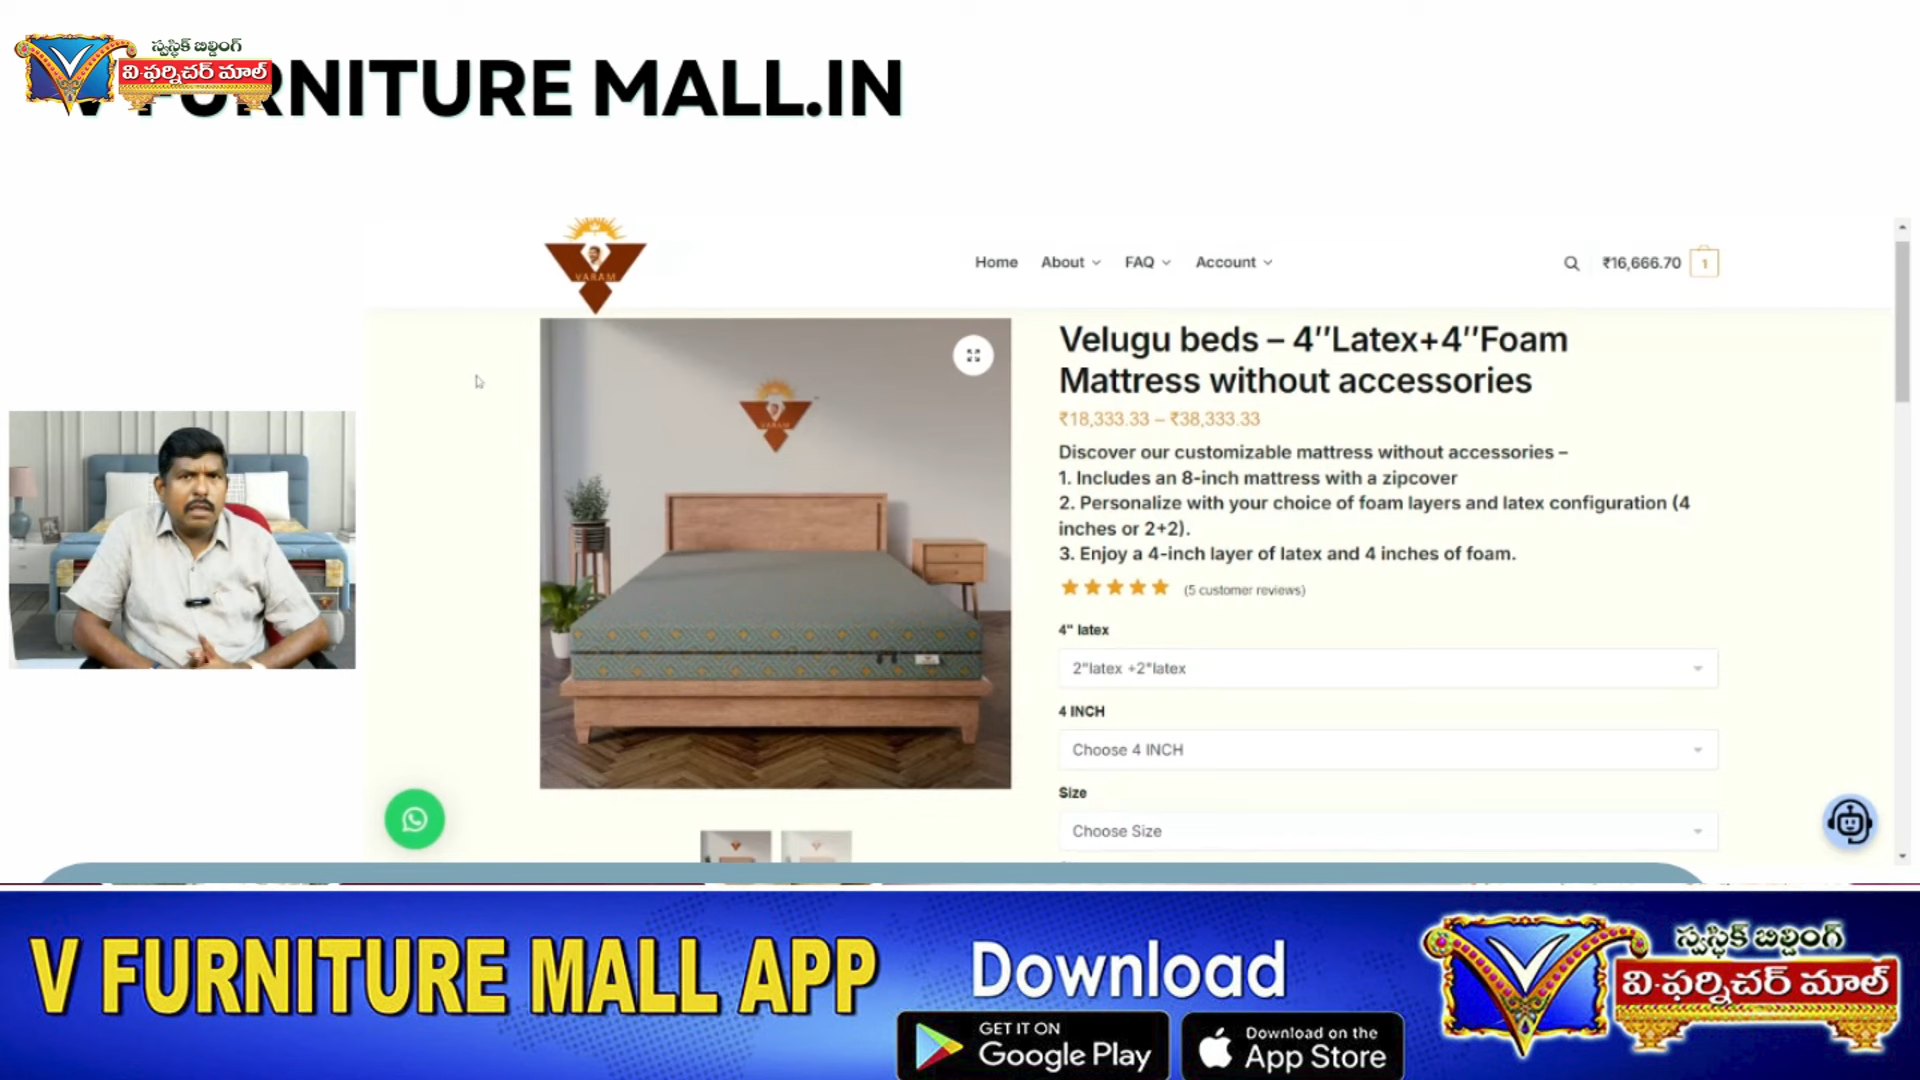 స్వస్తిక్ బిల్డింగ్
వి·ఫర్నిచర్ మాల్
V FURNITURE MALL.IN
VARAM
Home
About
FAQ
Account
₹16,666.70
1
VARAM
Velugu beds – 4″Latex+4″Foam
Mattress without accessories
₹18,333.33 – ₹38,333.33
Discover our customizable mattress without accessories –
1. Includes an 8-inch mattress with a zipcover
2. Personalize with your choice of foam layers and latex configuration (4
inches or 2+2).
3. Enjoy a 4-inch layer of latex and 4 inches of foam.
(5 customer reviews)
4" latex
2"latex +2"latex
4 INCH
Choose 4 INCH
Size
Choose Size
V FURNITURE MALL APP
Download
GET IT ON
Google Play
Download on the
App Store
స్వస్తిక్ బిల్డింగ్
వి·ఫర్నిచర్ మాల్